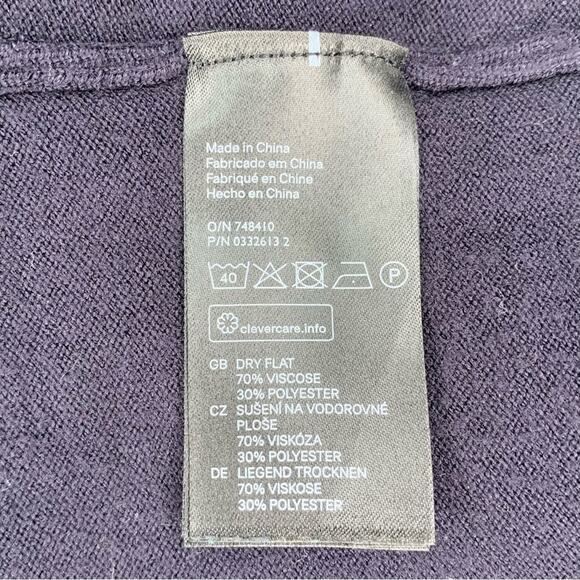 Made in China
Fabricado em China
Fabriqué en Chine
Hecho en China
O/N 748410
P/N 0332613 2
40 P
clevercare.info
GB DRY FLAT
70% VISCOSE
30% POLYESTER
CZ SUŠENÍ NA VODOROVNÉ
PLOŠE
70% VISKÓZA
30% POLYESTER
DE LIEGEND TROCKNEN
70% VISKOSE
30% POLYESTER